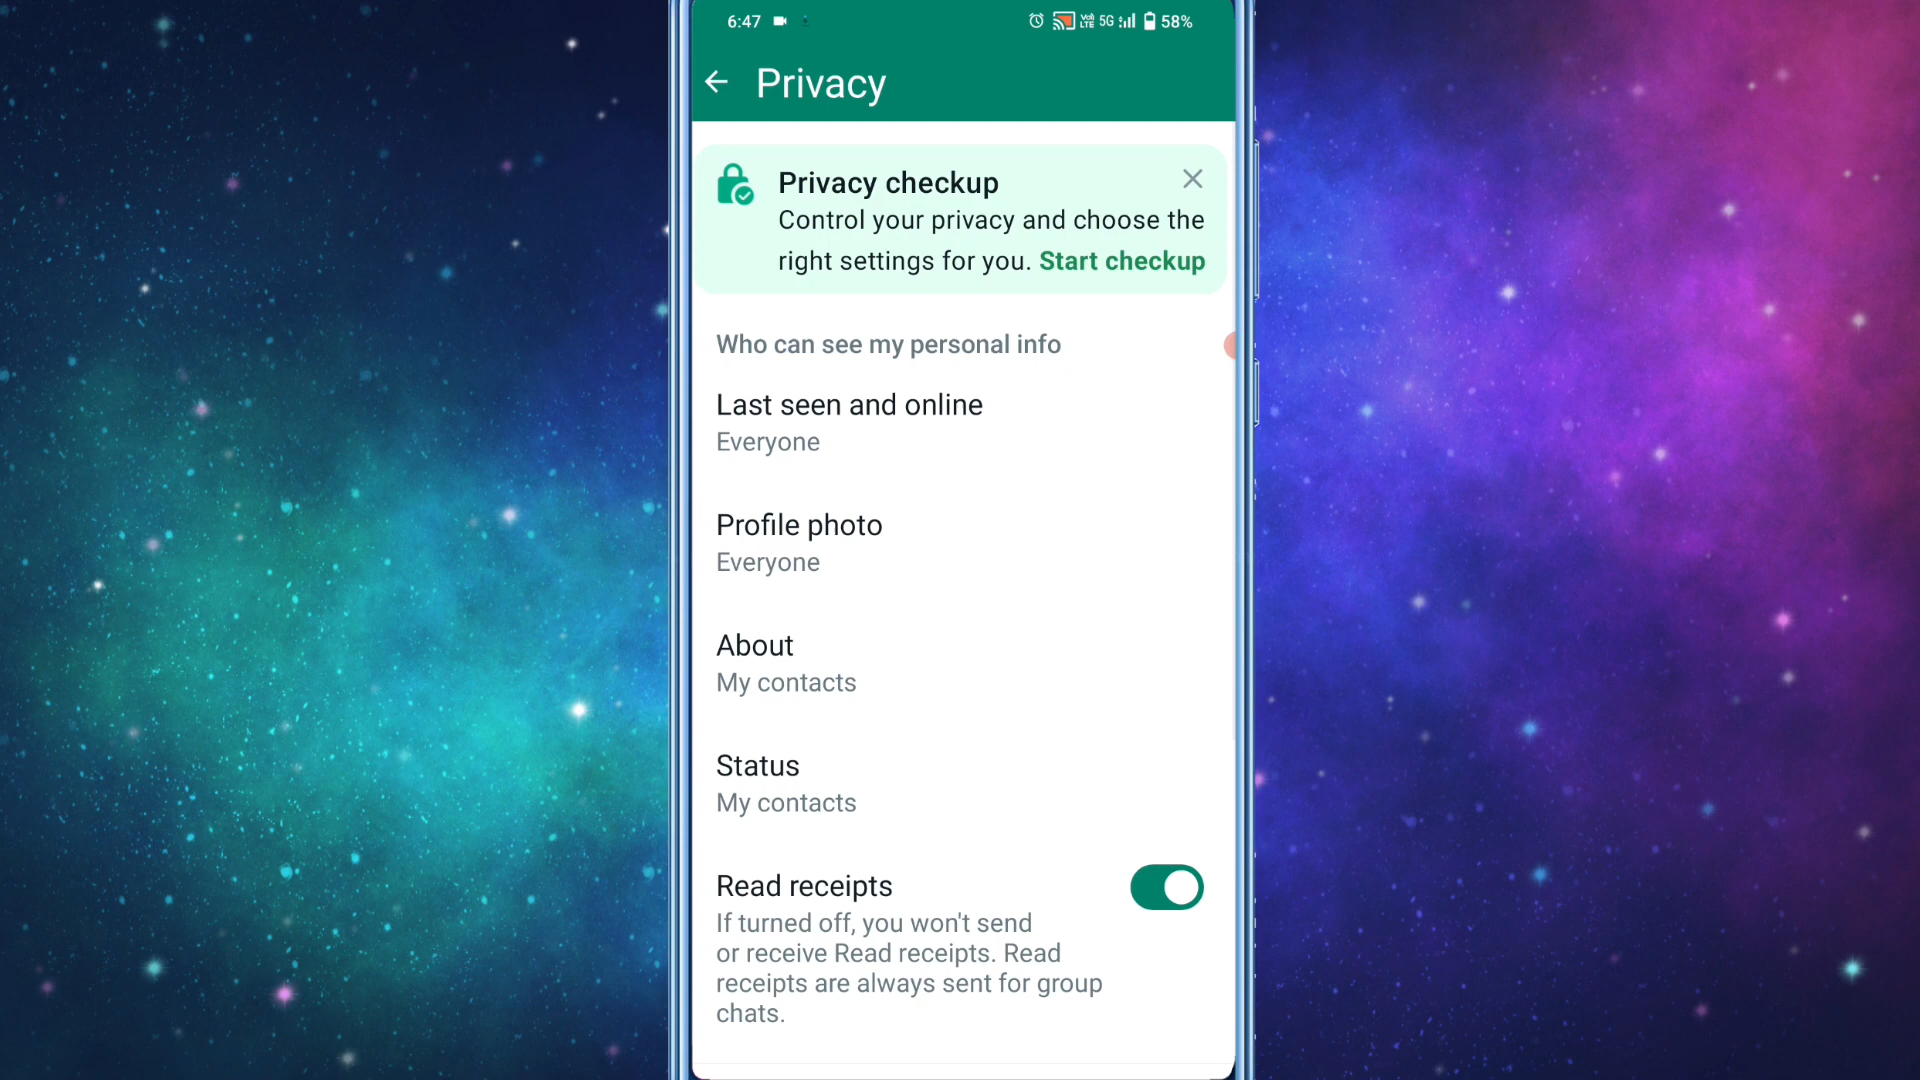 6:47 VoLTE 5G 58%
Privacy
Privacy checkup
Control your privacy and choose the
right settings for you. Start checkup
Who can see my personal info
Last seen and online
Everyone
Profile photo
Everyone
About
My contacts
Status
My contacts
Read receipts
If turned off, you won't send
or receive Read receipts. Read
receipts are always sent for group
chats.